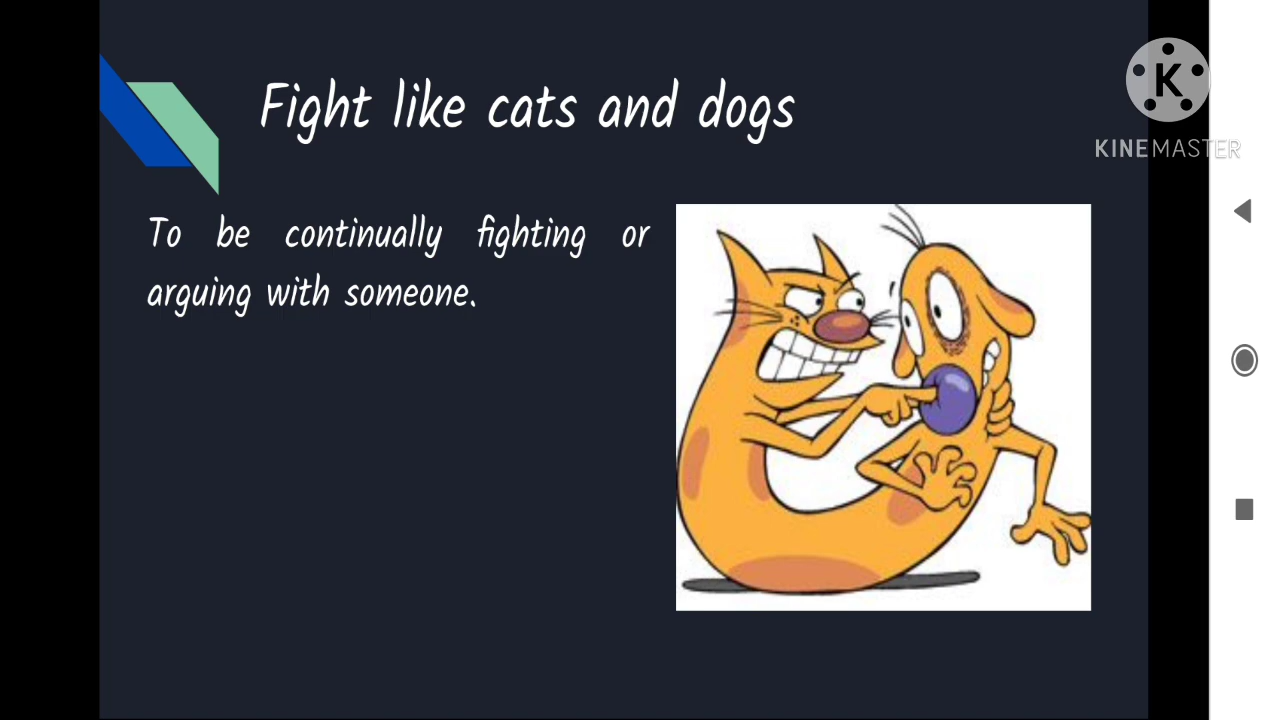 Fight like cats and dogs
To be continually fighting or
arguing with someone.
K
KINEMASTER